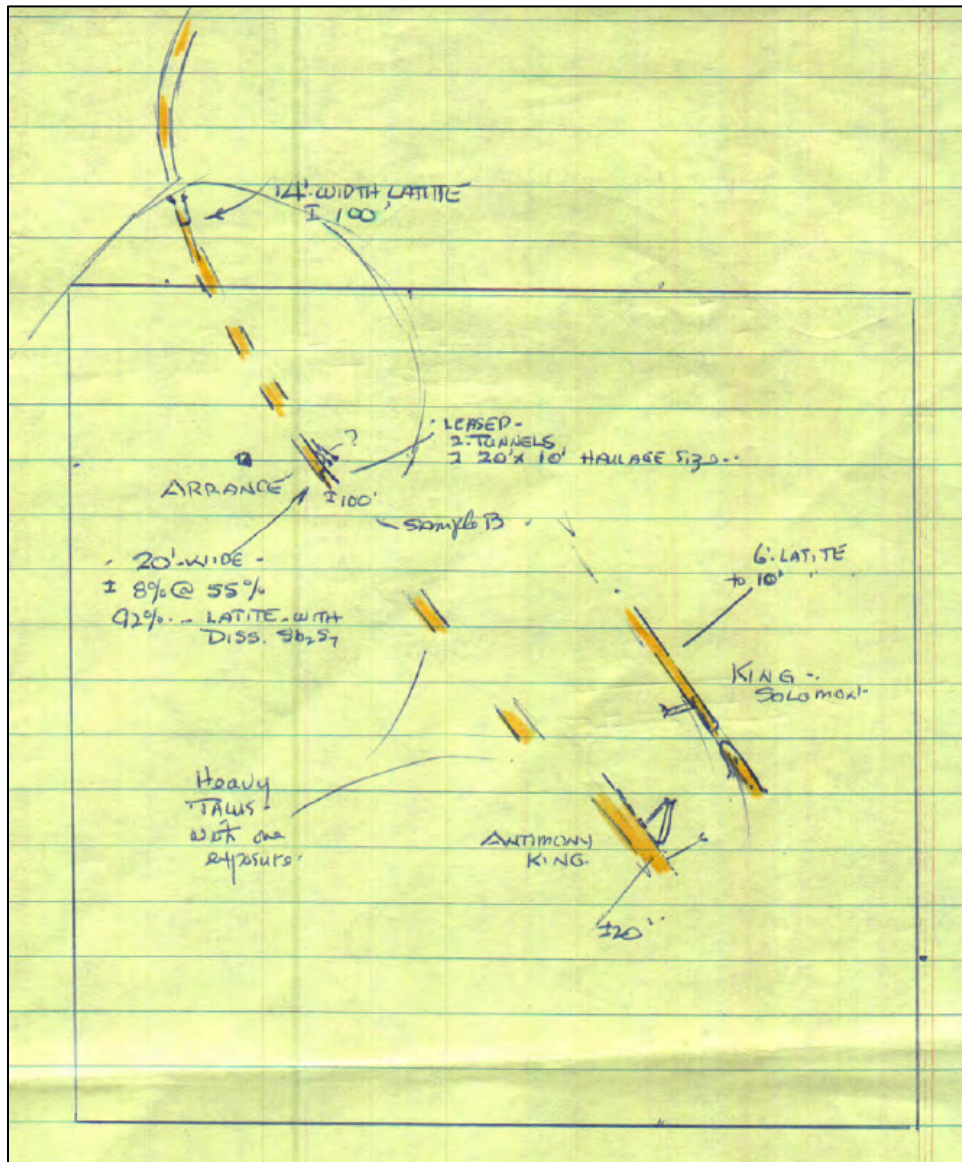 14'-WIDTH LATITE
± 100'
LEASED -
2-TUNNELS
± 20' x 10' HAULAGE SIZE --
?
ARRANCE
± 100'
SAMPLE B
20'-WIDE -
± 8% @ 55%
92% -- LATITE - WITH
DISS. Sb2S
6'-LATITE
to 10' "
KING --
SOLOMON
Heavy
TALUS -
WITH one
exposure
ANTIMONY
KING
±20'